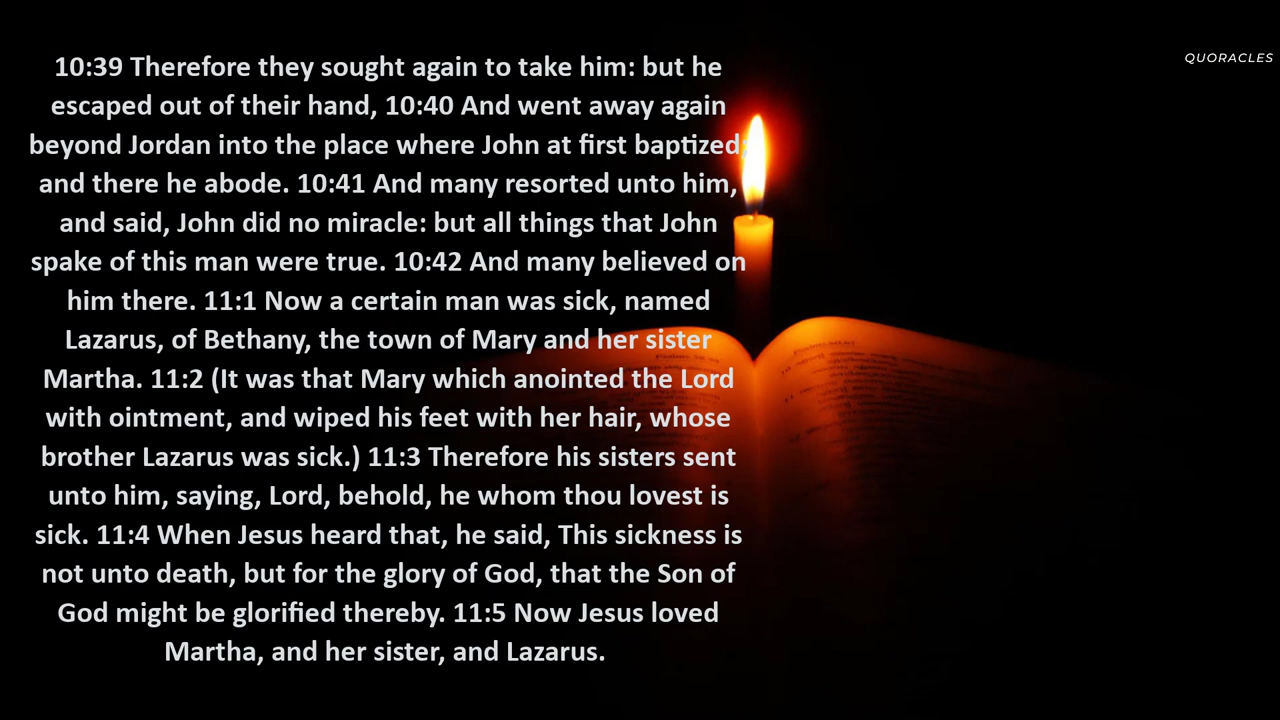 10:39 Therefore they sought again to take him: but he
escaped out of their hand, 10:40 And went away again
beyond Jordan into the place where John at first baptized;
and there he abode. 10:41 And many resorted unto him,
and said, John did no miracle: but all things that John
spake of this man were true. 10:42 And many believed on
him there. 11:1 Now a certain man was sick, named
Lazarus, of Bethany, the town of Mary and her sister
Martha. 11:2 (It was that Mary which anointed the Lord
with ointment, and wiped his feet with her hair, whose
brother Lazarus was sick.) 11:3 Therefore his sisters sent
unto him, saying, Lord, behold, he whom thou lovest is
sick. 11:4 When Jesus heard that, he said, This sickness is
not unto death, but for the glory of God, that the Son of
God might be glorified thereby. 11:5 Now Jesus loved
Martha, and her sister, and Lazarus.
QUORACLES